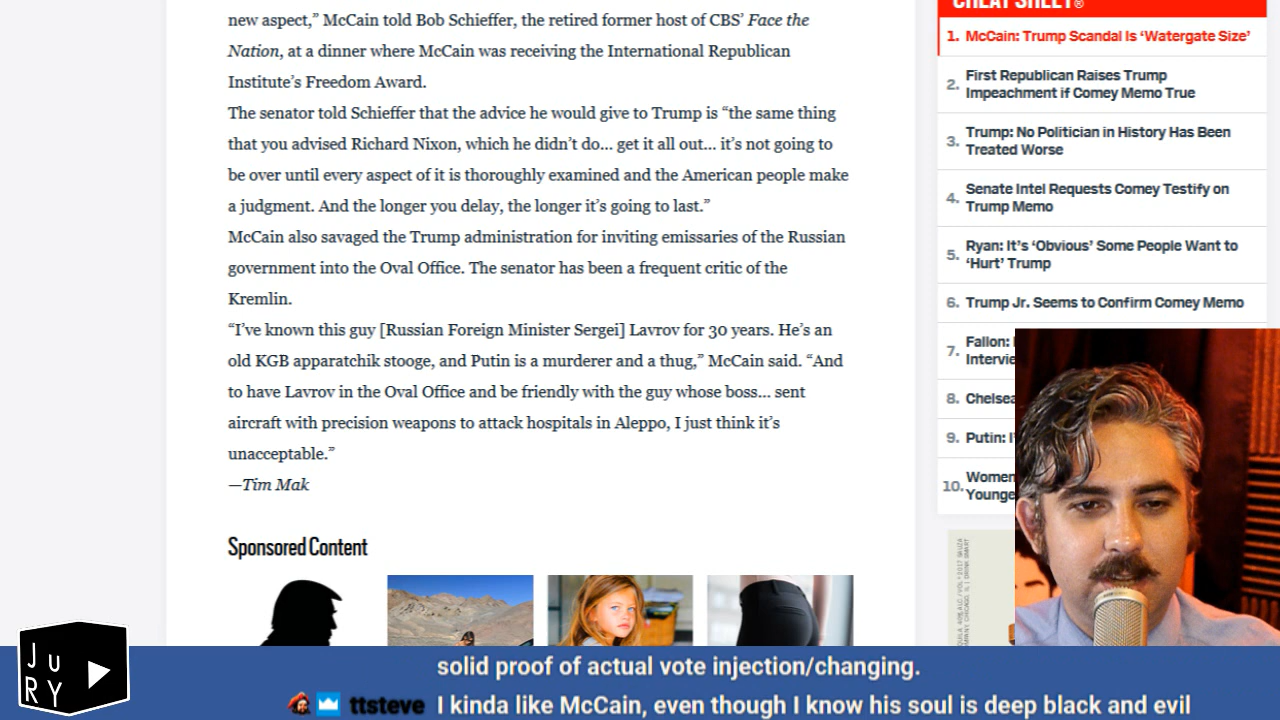 new aspect,” McCain told Bob Schieffer, the retired former host of CBS’ Face the
Nation, at a dinner where McCain was receiving the International Republican
Institute’s Freedom Award.
The senator told Schieffer that the advice he would give to Trump is “the same thing
that you advised Richard Nixon, which he didn’t do... get it all out... it’s not going to
be over until every aspect of it is thoroughly examined and the American people make
a judgment. And the longer you delay, the longer it’s going to last.”
McCain also savaged the Trump administration for inviting emissaries of the Russian
government into the Oval Office. The senator has been a frequent critic of the
Kremlin.
“I’ve known this guy [Russian Foreign Minister Sergei] Lavrov for 30 years. He’s an
old KGB apparatchik stooge, and Putin is a murderer and a thug,” McCain said. “And
to have Lavrov in the Oval Office and be friendly with the guy whose boss... sent
aircraft with precision weapons to attack hospitals in Aleppo, I just think it’s
unacceptable.”
—Tim Mak
Sponsored Content
CHEAT SHEET®
1. McCain: Trump Scandal Is ‘Watergate Size’
2. First Republican Raises Trump
Impeachment if Comey Memo True
3. Trump: No Politician in History Has Been
Treated Worse
4. Senate Intel Requests Comey Testify on
Trump Memo
5. Ryan: It’s ‘Obvious’ Some People Want to
‘Hurt’ Trump
6. Trump Jr. Seems to Confirm Comey Memo
7. Fallon:
Intervie
8. Chelsea
9. Putin: I’
10. Women
Younge
JURY
solid proof of actual vote injection/changing.
ttsteve I kinda like McCain, even though I know his soul is deep black and evil